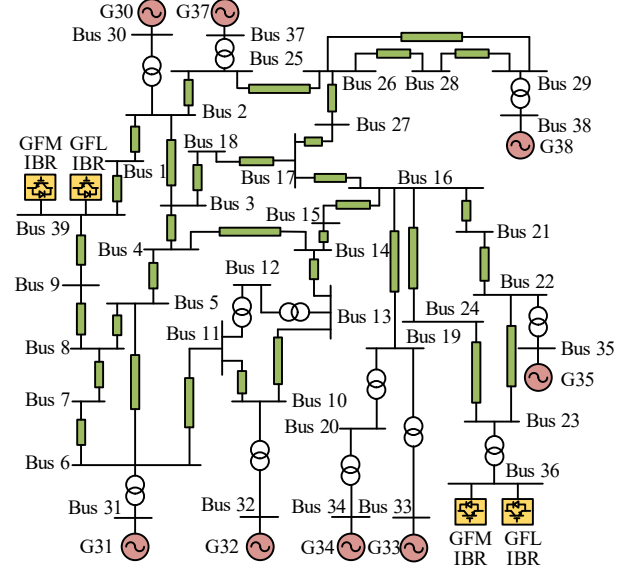 G30
G37
Bus 30
Bus 37
Bus 25
Bus 26
Bus 28
Bus 29
Bus 2
Bus 38
Bus 27
G38
GFM
IBR
GFL
IBR
Bus 18
Bus 1
Bus 17
Bus 16
Bus 3
Bus 15
Bus 39
Bus 21
Bus 4
Bus 14
Bus 12
Bus 22
Bus 9
Bus 5
Bus 24
Bus 11
Bus 13
Bus 19
Bus 8
Bus 35
G35
Bus 7
Bus 10
Bus 20
Bus 23
Bus 6
Bus 36
Bus 31
Bus 32
Bus 34
Bus 33
G31
G32
G34
G33
GFM
IBR
GFL
IBR